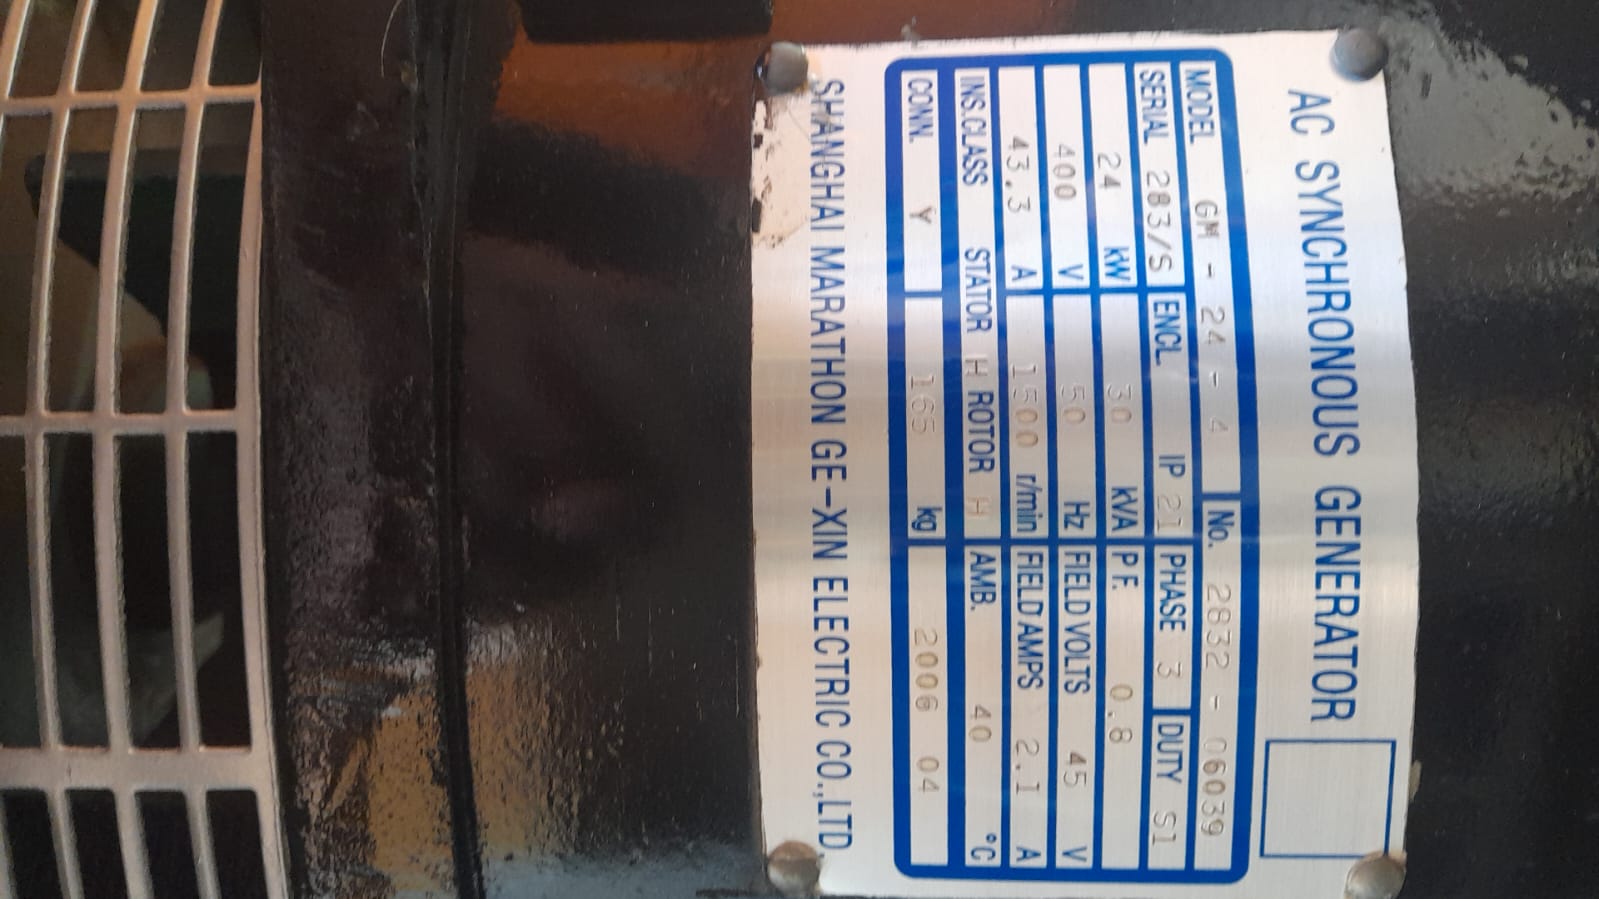 AC SYNCHRONOUS GENERATOR
MODEL GM - 24 - 4 No. 2832 - 06039
SERIAL 283/S ENCL. IP 21 PHASE 3 DUTY S1
24 kW 30 kVA P F. 0.8
400 V 50 Hz FIELD VOLTS 45 V
43.3 A 1500 r/min FIELD AMPS 2.1 A
INS.CLASS STATOR H ROTOR H AMB. 40 °C
CONN. Y 165 kg 2006 04
SHANGHAI MARATHON GE-XIN ELECTRIC CO.,LTD.